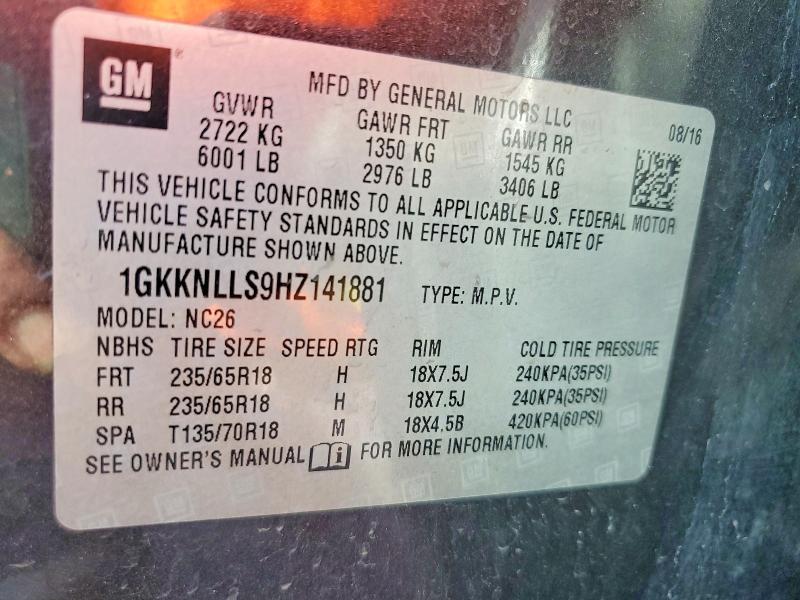 GM
MFD BY GENERAL MOTORS LLC
08/16
GVWR GAWR FRT GAWR RR
2722 KG 1350 KG 1545 KG
6001 LB 2976 LB 3406 LB
THIS VEHICLE CONFORMS TO ALL APPLICABLE U.S. FEDERAL MOTOR
VEHICLE SAFETY STANDARDS IN EFFECT ON THE DATE OF
MANUFACTURE SHOWN ABOVE.
1GKKNLLS9HZ141881 TYPE: M.P.V.
MODEL: NC26
NBHS TIRE SIZE SPEED RTG RIM COLD TIRE PRESSURE
FRT 235/65R18 H 18X7.5J 240KPA(35PSI)
RR 235/65R18 H 18X7.5J 240KPA(35PSI)
SPA T135/70R18 M 18X4.5B 420KPA(60PSI)
SEE OWNER'S MANUAL i FOR MORE INFORMATION.